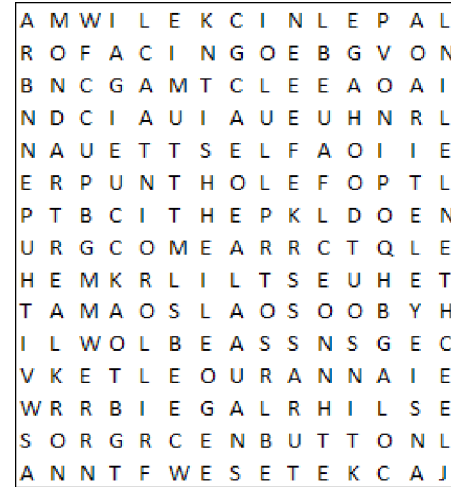 A M W I L E K C I N L E P A L
R O F A C I N G O E B G V O N
B N C G A M T C L E E A O A I
N D C I A U I A U E U H N R L
N A U E T T S E L F A O I I E
E R P U N T H O L E F O P T L
P T B C I T H E P K L D O E N
U R G C O M E A R R C T Q L E
H E M K R L I L T S E U H E T
T A M A O S L A O S O O B Y H
I L W O L B E A S S N S G E C
V K E T L E O U R A N N A I E
W R R B I E G A L R H I L S E
S O R G R C E N B U T T O N L
A N N T F W E S E T E K C A J